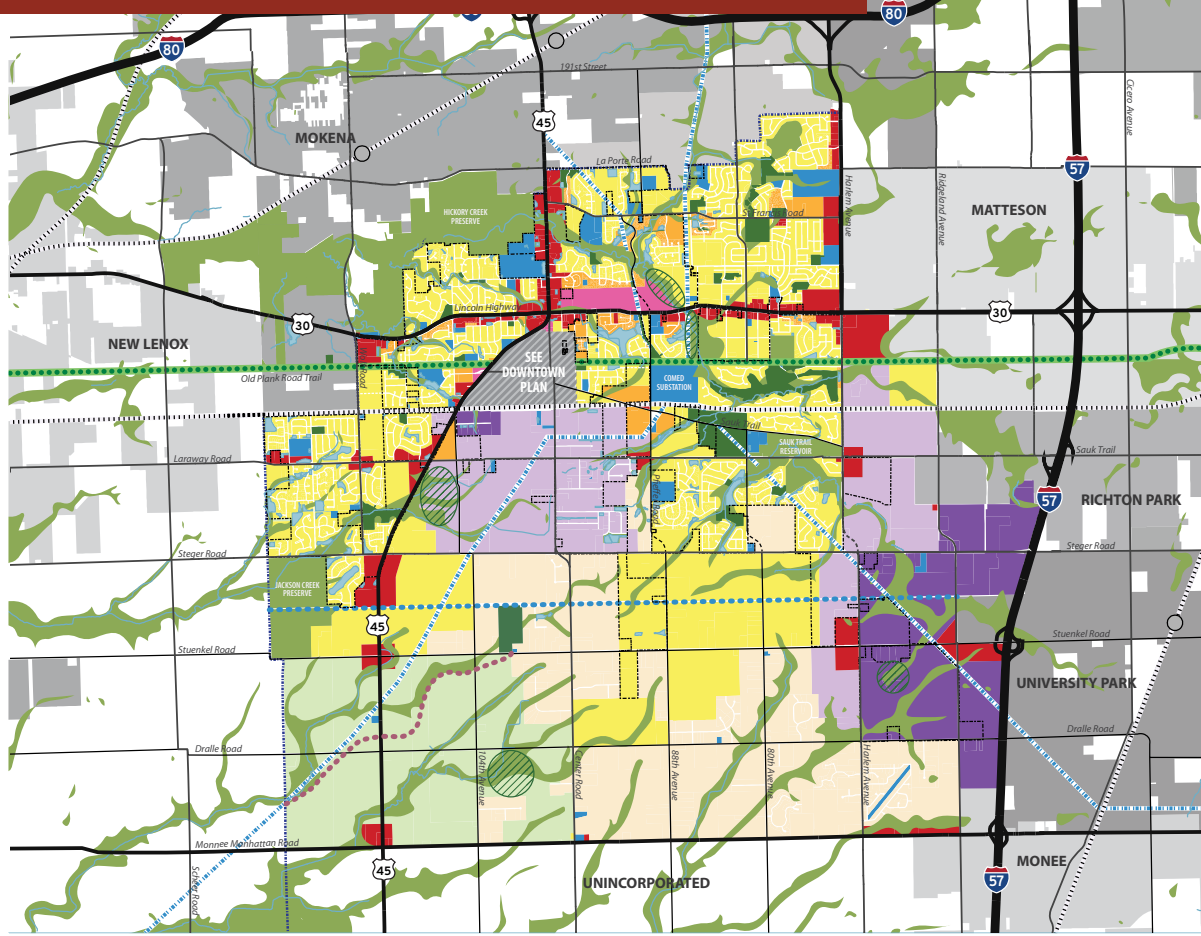 80
80
191st Street
Cicero Avenue
45
MOKENA
La Porte Road
57
Harlem Avenue
Ridgeland Avenue
MATTESON
HICKORY CREEK
PRESERVE
St Francis Road
Lincoln Highway
30
30
NEW LENOX
SEE
DOWNTOWN
PLAN
Old Plank Road Trail
COMED
SUBSTATION
Sauk Trail
SAUK TRAIL
RESERVOIR
Sauk Trail
Laraway Road
57
RICHTON PARK
Steger Road
Steger Road
JACKSON CREEK
PRESERVE
45
Stuenkel Road
Stuenkel Road
UNIVERSITY PARK
Dralle Road
Dralle Road
104th Avenue
Center Road
88th Avenue
80th Avenue
Harlem Avenue
Monnee Manhattan Road
45
Scheer Road
UNINCORPORATED
MONEE
57